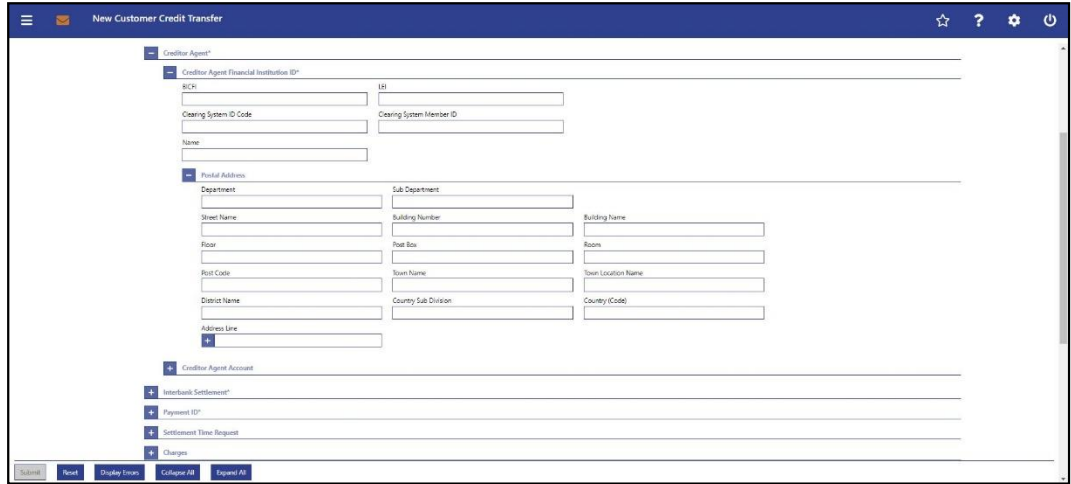 New Customer Credit Transfer
Creditor Agent*
Creditor Agent Financial Institution ID*
BICFI LEI
Clearing System ID Code Clearing System Member ID
Name
Postal Address
Department Sub Department
Street Name Building Number Building Name
Floor Post Box Room
Post Code Town Name Town Location Name
District Name Country Sub Division Country (Code)
Address Line
Creditor Agent Account
Interbank Settlement*
Payment ID*
Settlement Time Request
Charges
Submit Reset Display Errors Collapse All Expand All